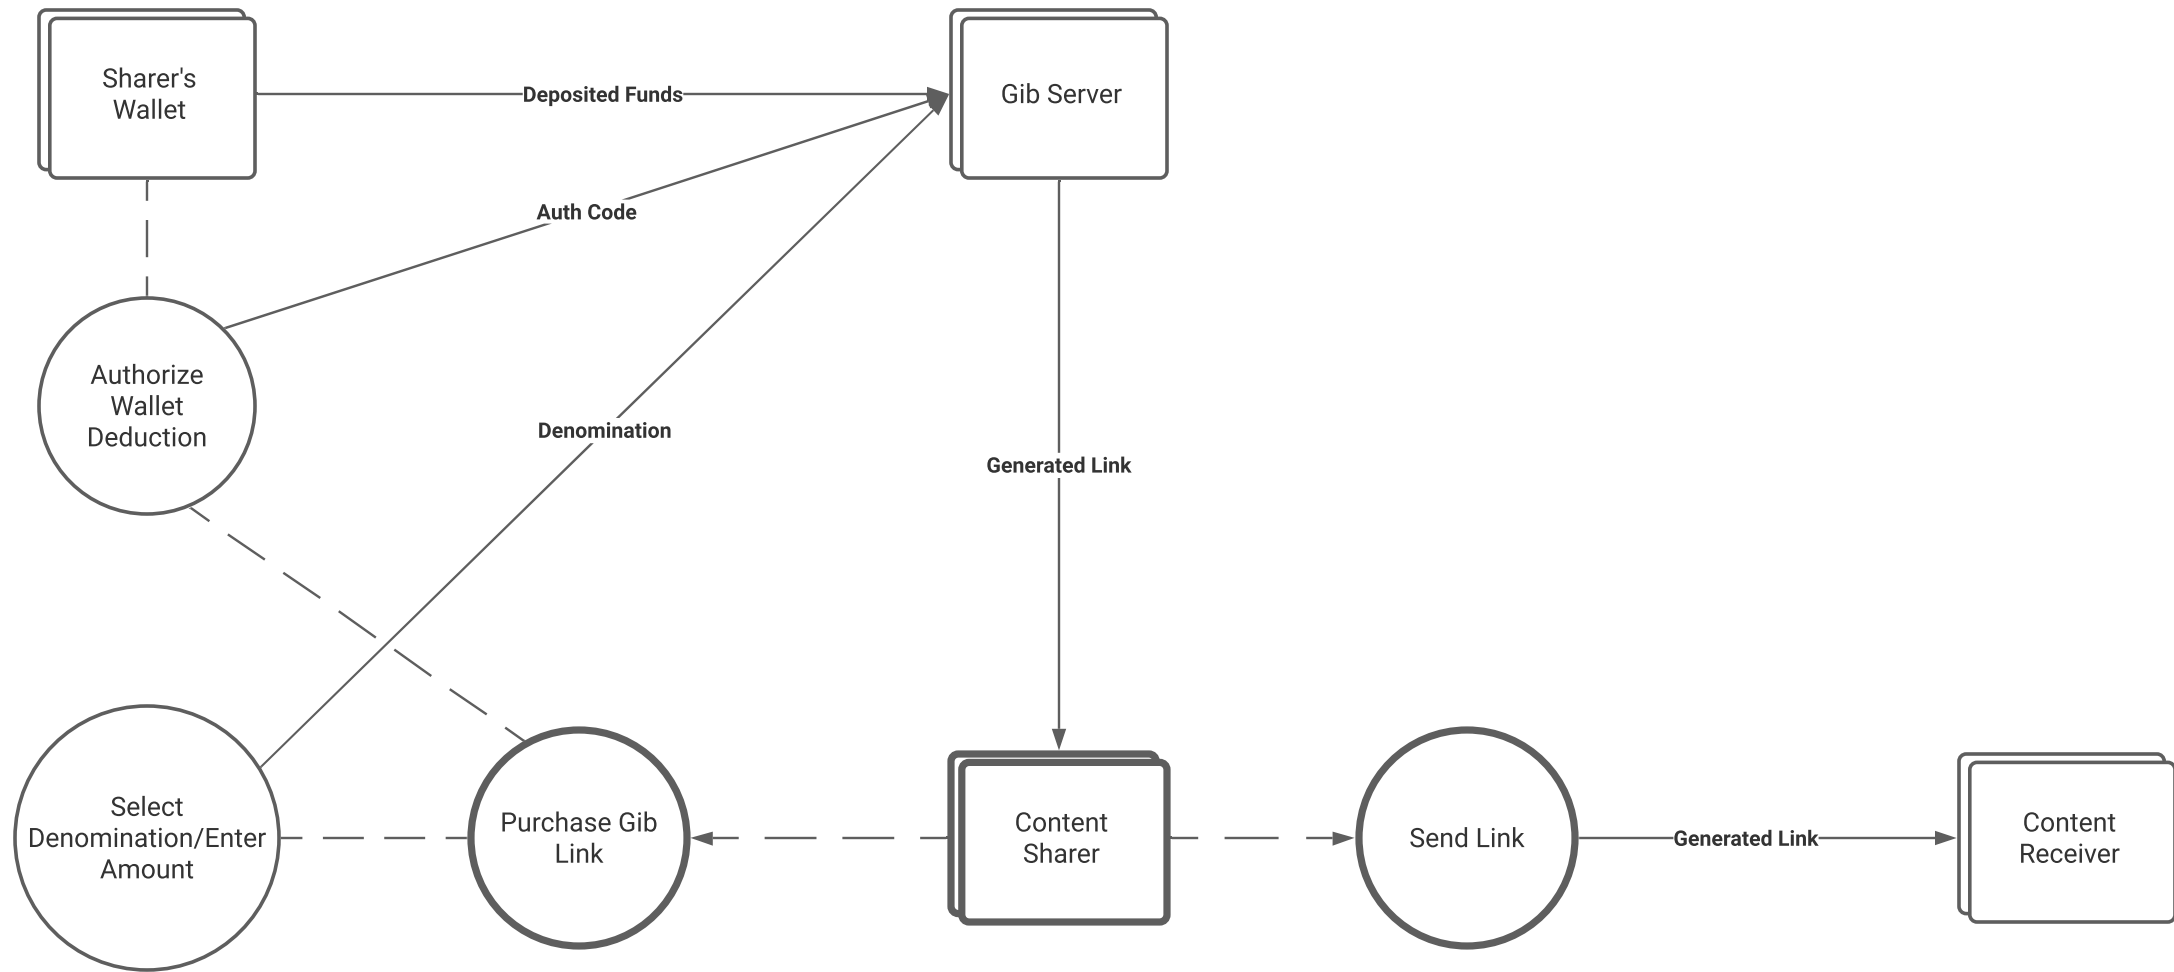 Sharer's
Wallet
Deposited Funds
Gib Server
Auth Code
Authorize
Wallet
Deduction
Denomination
Generated Link
Select
Denomination/Enter
Amount
Purchase Gib
Link
Content
Sharer
Send Link
Generated Link
Content
Receiver